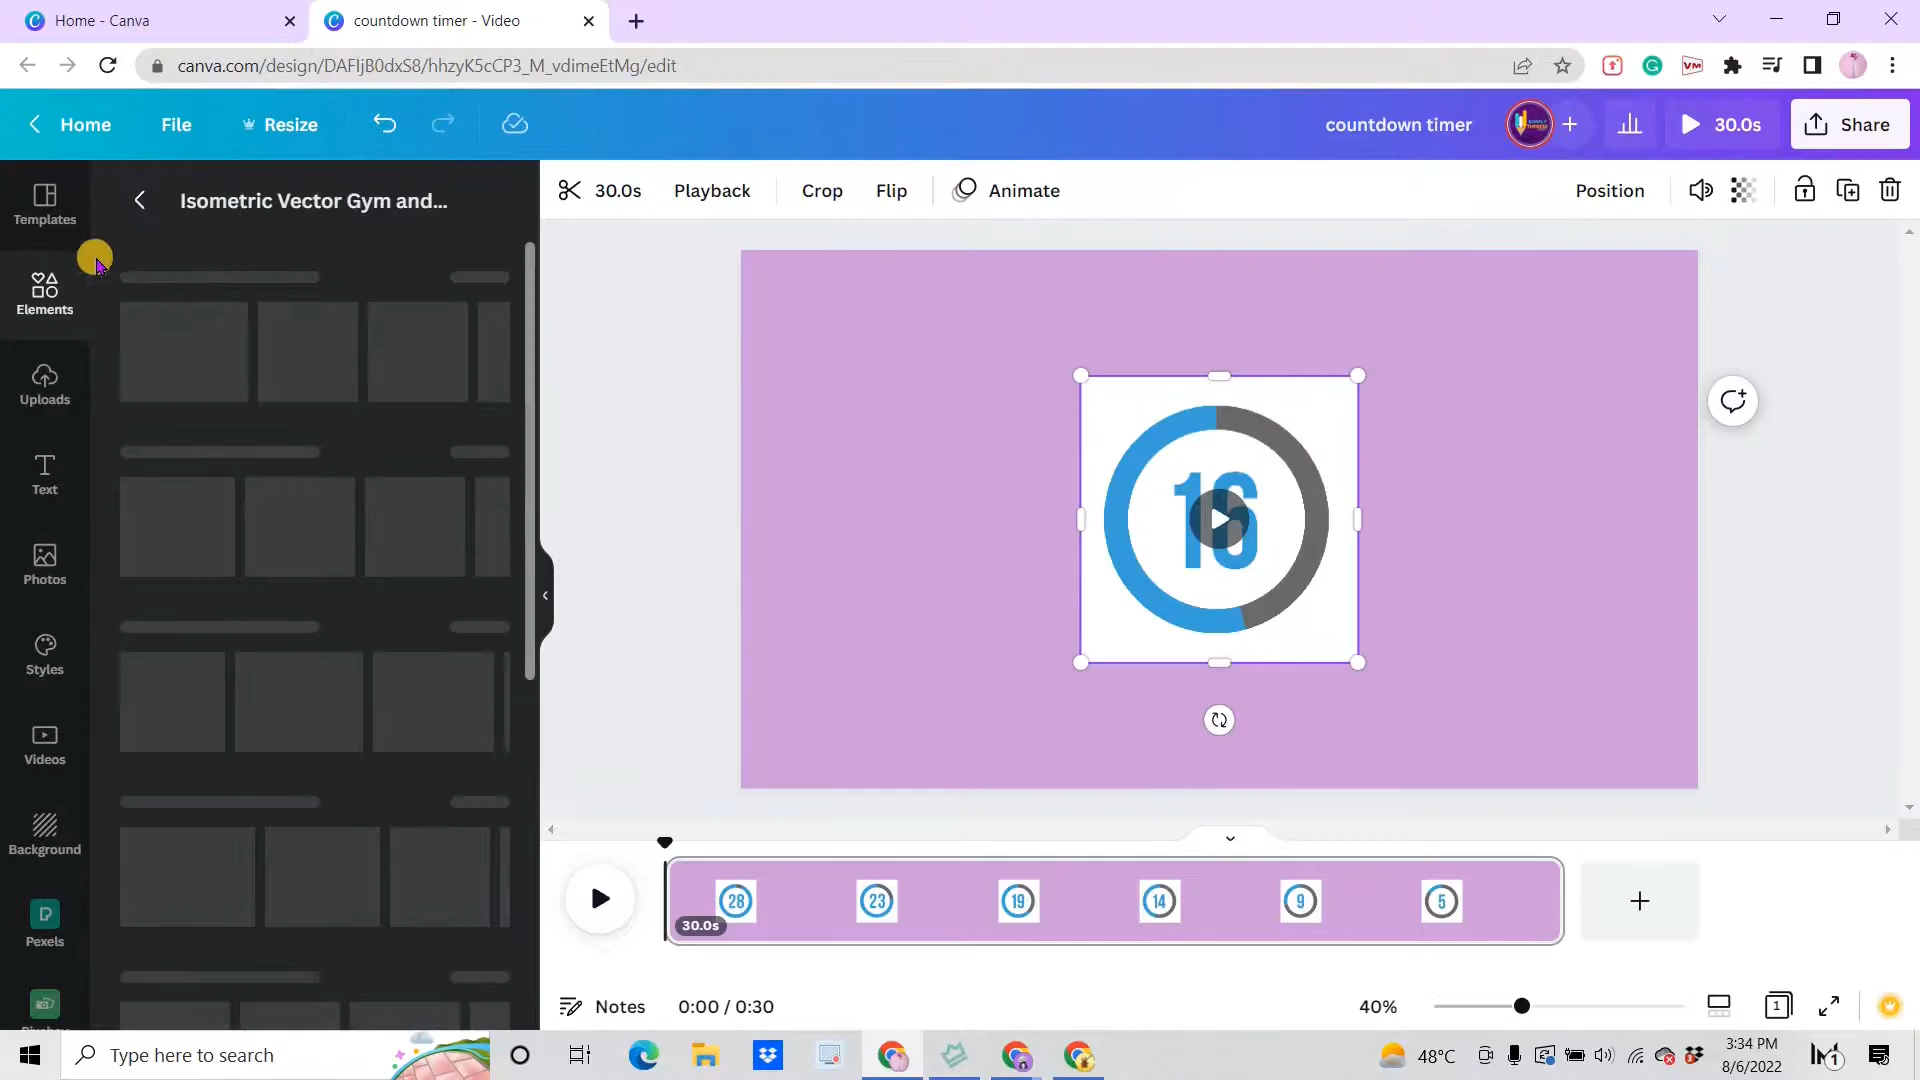 Home - Canva
countdown timer - Video
canva.com/design/DAFIjB0dxS8/hhzyK5cCP3_M_vdimeEtMg/edit
VM
Home
File
Resize
countdown timer
30.0s
Share
Templates
Isometric Vector Gym and...
30.0s
Playback
Crop
Flip
Animate
Position
Elements
Uploads
Text
Photos
Styles
Videos
Background
Pexels
16
28
23
19
14
9
5
30.0s
Notes
0:00 / 0:30
40%
1
Type here to search
48°C
3:34 PM
8/6/2022